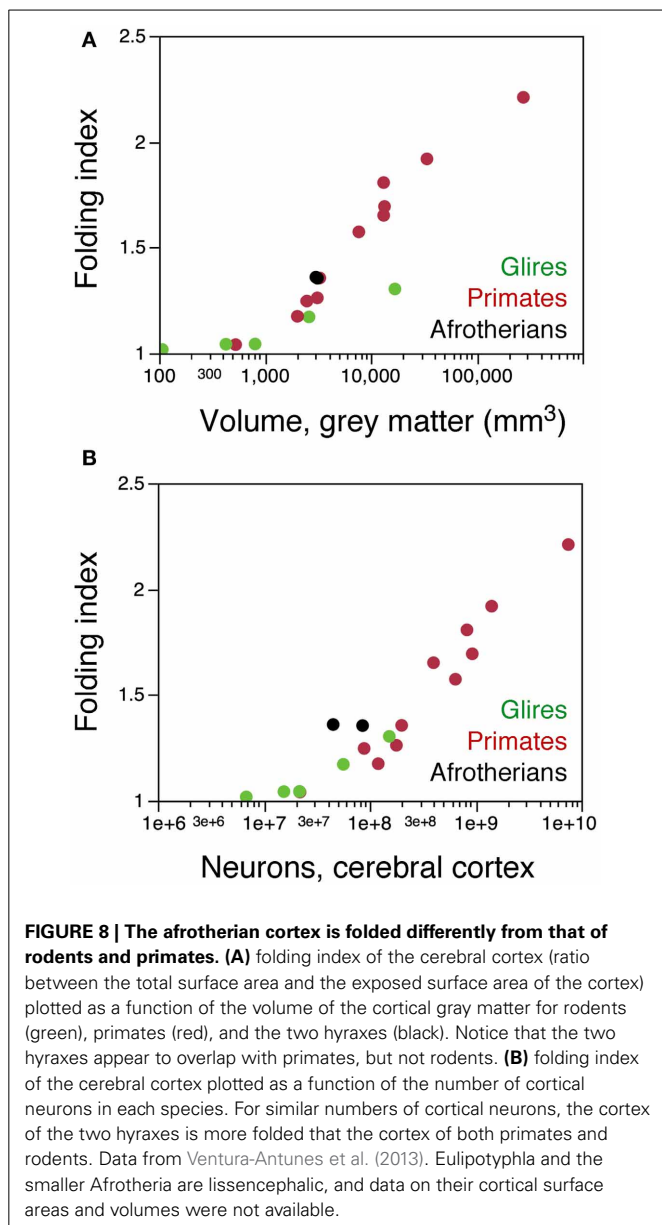 A
2.5
2
1.5
1
Folding index
100
300
1,000
10,000
100,000
Glires
Primates
Afrotherians
Volume, grey matter (mm3)
B
2.5
2
1.5
1
Folding index
1e+6
3e+6
1e+7
3e+7
1e+8
3e+8
1e+9
1e+10
Glires
Primates
Afrotherians
Neurons, cerebral cortex
FIGURE 8 | The afrotherian cortex is folded differently from that of
rodents and primates. (A) folding index of the cerebral cortex (ratio
between the total surface area and the exposed surface area of the cortex)
plotted as a function of the volume of the cortical gray matter for rodents
(green), primates (red), and the two hyraxes (black). Notice that the two
hyraxes appear to overlap with primates, but not rodents. (B) folding index
of the cerebral cortex plotted as a function of the number of cortical
neurons in each species. For similar numbers of cortical neurons, the cortex
of the two hyraxes is more folded that the cortex of both primates and
rodents. Data from Ventura-Antunes et al. (2013). Eulipotyphla and the
smaller Afrotheria are lissencephalic, and data on their cortical surface
areas and volumes were not available.